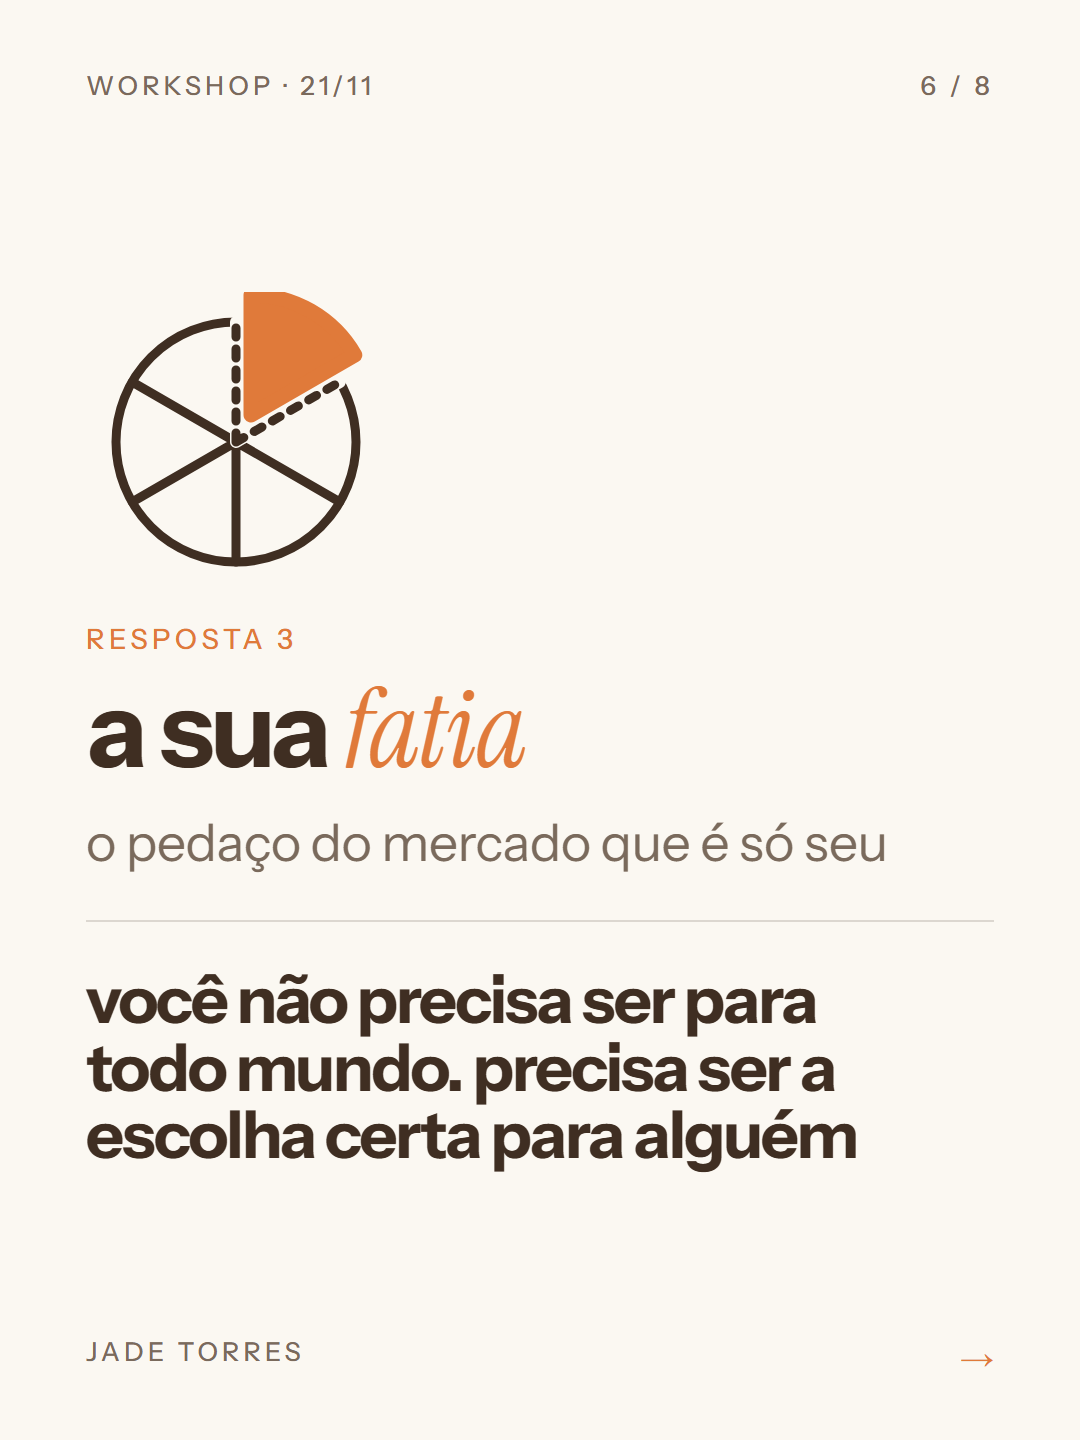 WORKSHOP · 21/11
6 / 8
RESPOSTA 3
a sua fatia
o pedaço do mercado que é só seu
você não precisa ser para
todo mundo. precisa ser a
escolha certa para alguém
JADE TORRES
→